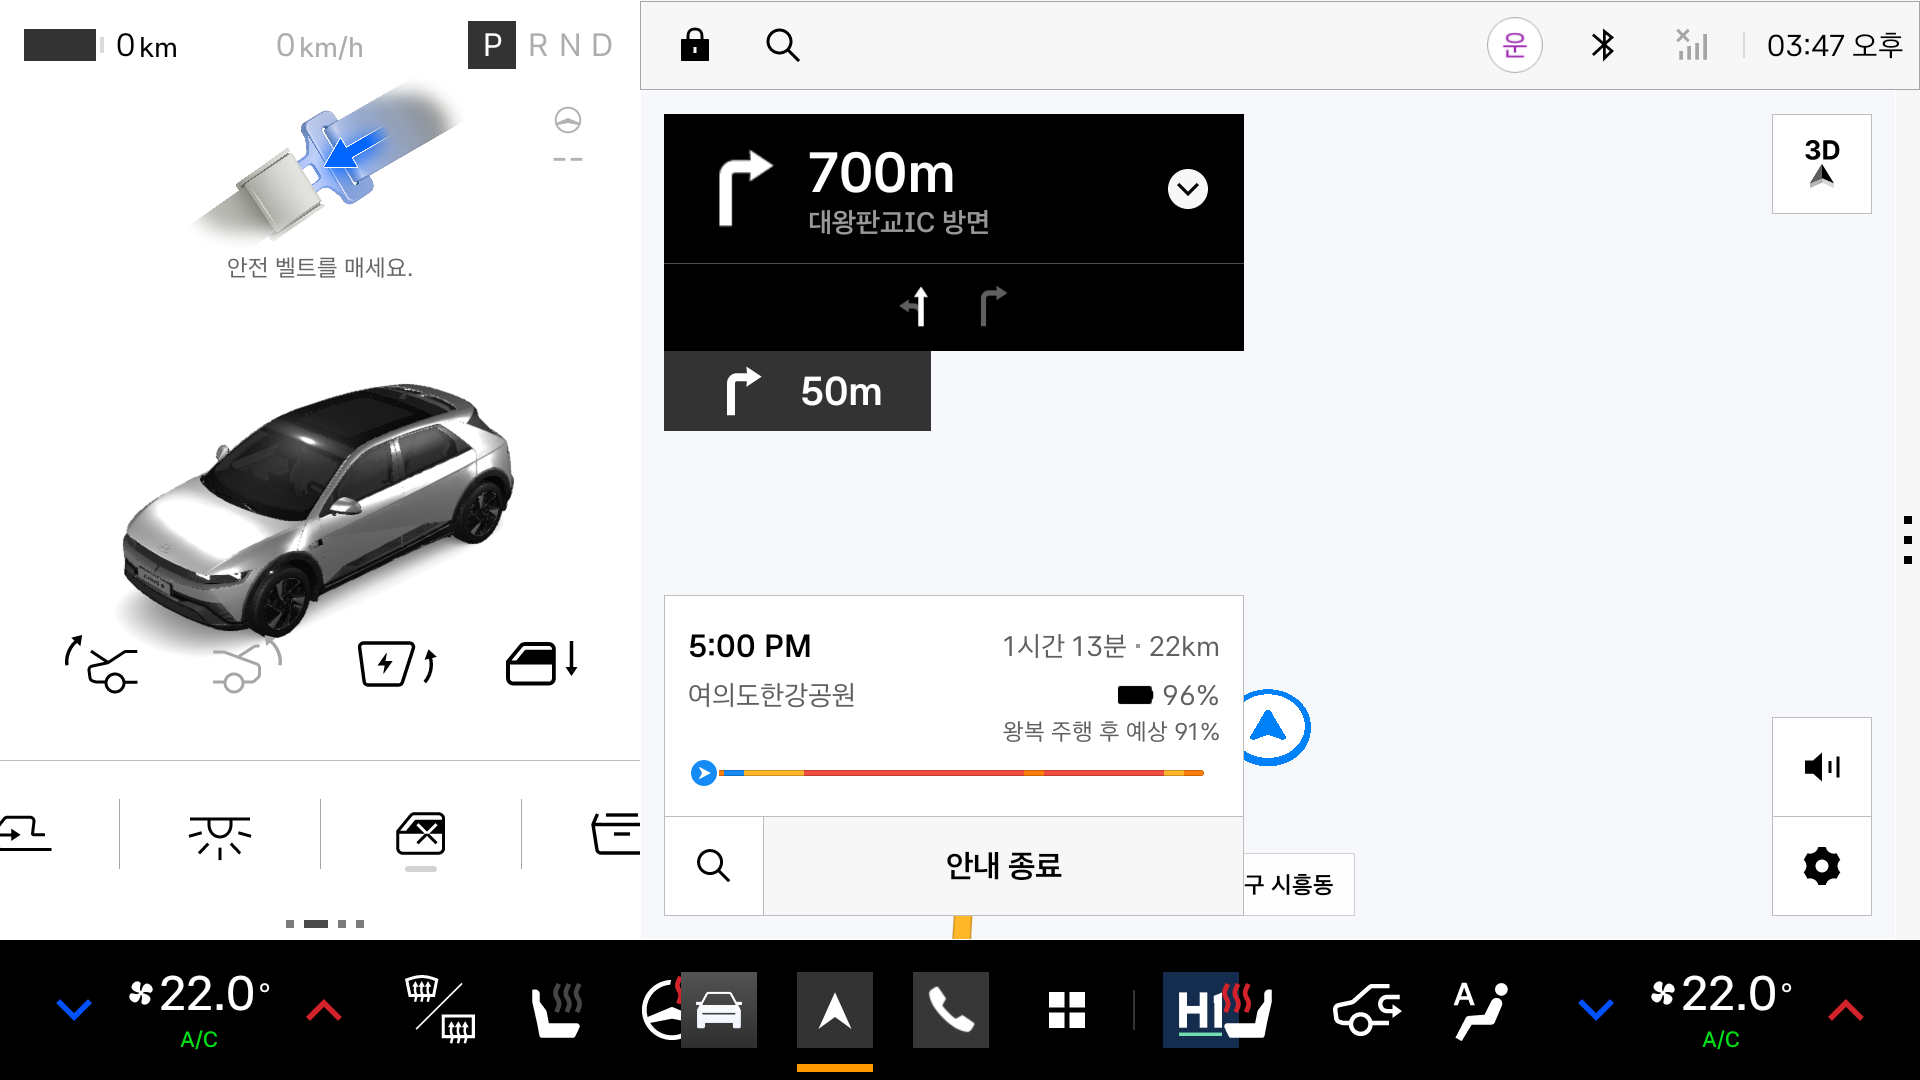 0 km
0 km/h
P R N D
운
03:47 오후
안전 벨트를 매세요.
700m
대왕판교IC 방면
50m
3D
5:00 PM
1시간 13분 · 22km
여의도한강공원
96%
왕복 주행 후 예상 91%
안내 종료
구 시흥동
22.0°
A/C
H
A
22.0°
A/C